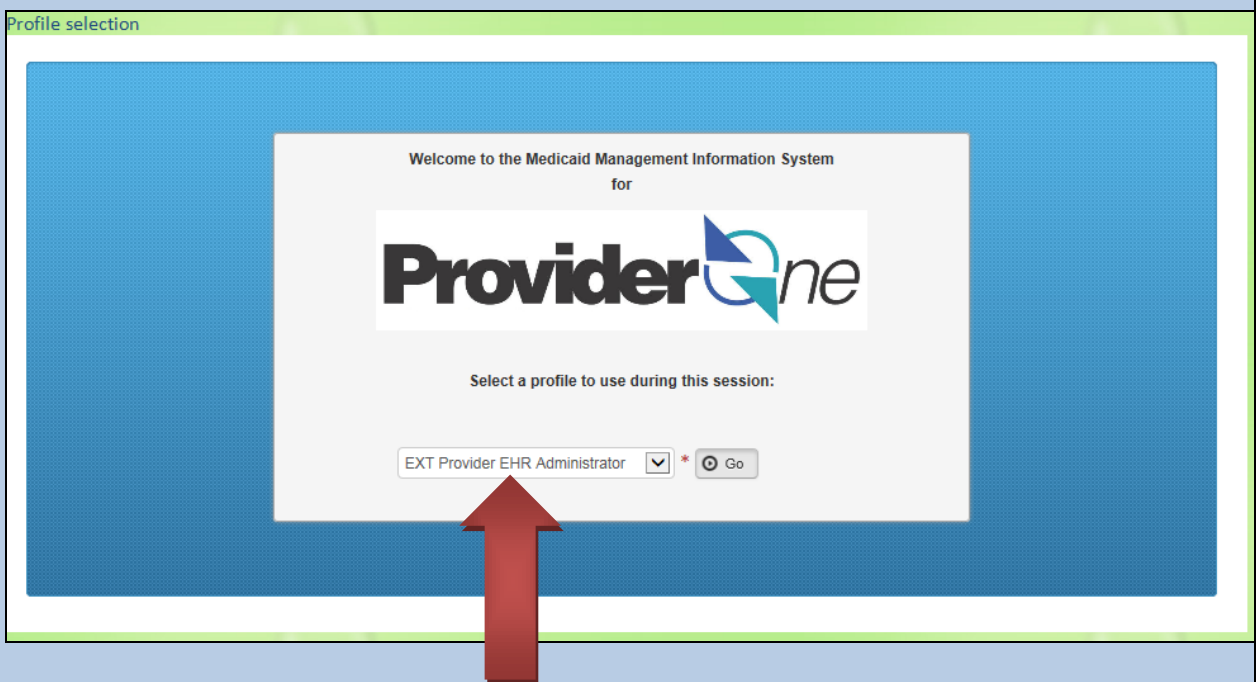 Profile selection
Welcome to the Medicaid Management Information System
for
ProviderOne
Select a profile to use during this session:
EXT Provider EHR Administrator * Go